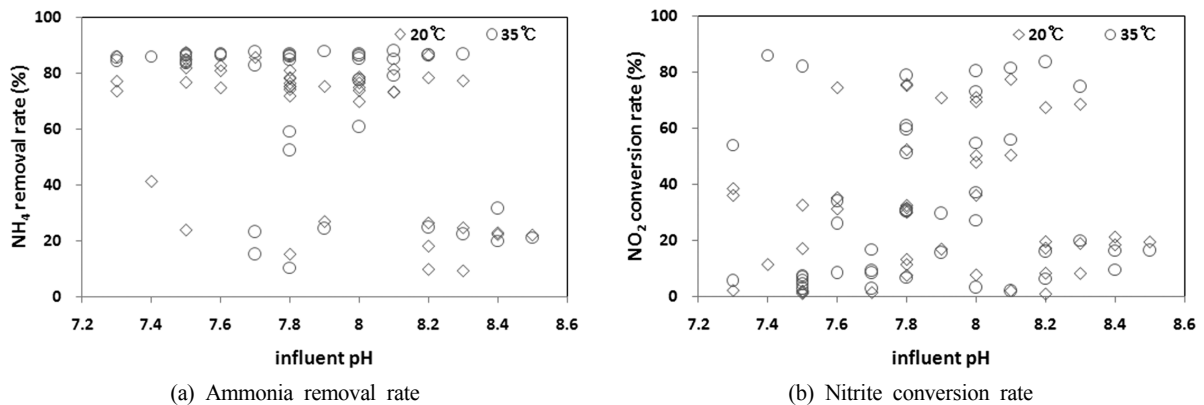 100
80
60
40
20
0
NH4 removal rate (%)
20℃ 35℃
7.2 7.4 7.6 7.8 8 8.2 8.4 8.6
influent pH
(a) Ammonia removal rate
100
80
60
40
20
0
NO2 conversion rate (%)
20℃ 35℃
7.2 7.4 7.6 7.8 8 8.2 8.4 8.6
influent pH
(b) Nitrite conversion rate